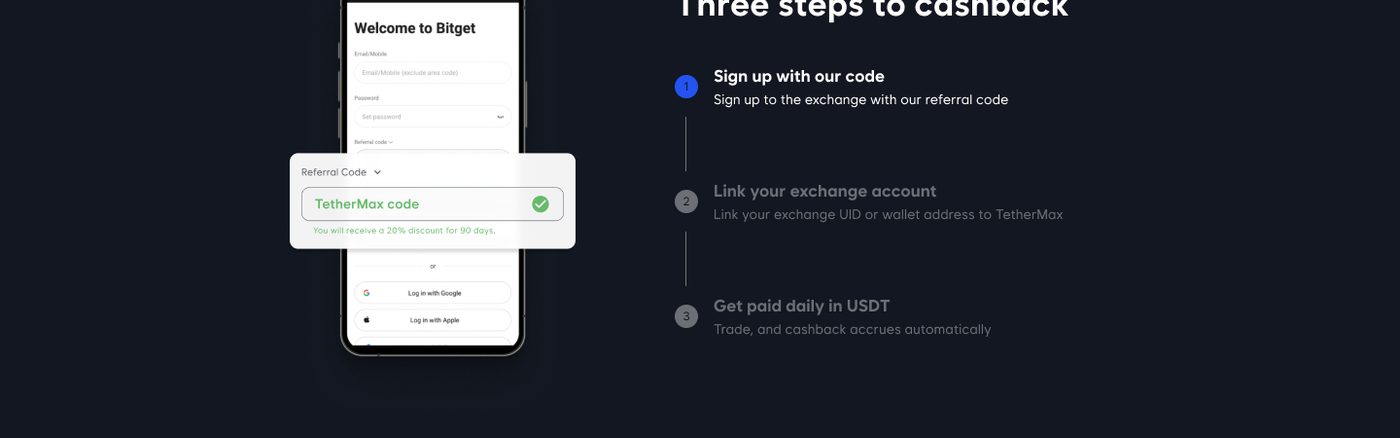 Three steps to cashback
Welcome to Bitget
Email/Mobile
Email/Mobile (exclude area code)
Password
Set password
Referral code
Referral Code
TetherMax code
You will receive a 20% discount for 90 days.
or
Log in with Google
Log in with Apple
1
Sign up with our code
Sign up to the exchange with our referral code
2
Link your exchange account
Link your exchange UID or wallet address to TetherMax
3
Get paid daily in USDT
Trade, and cashback accrues automatically